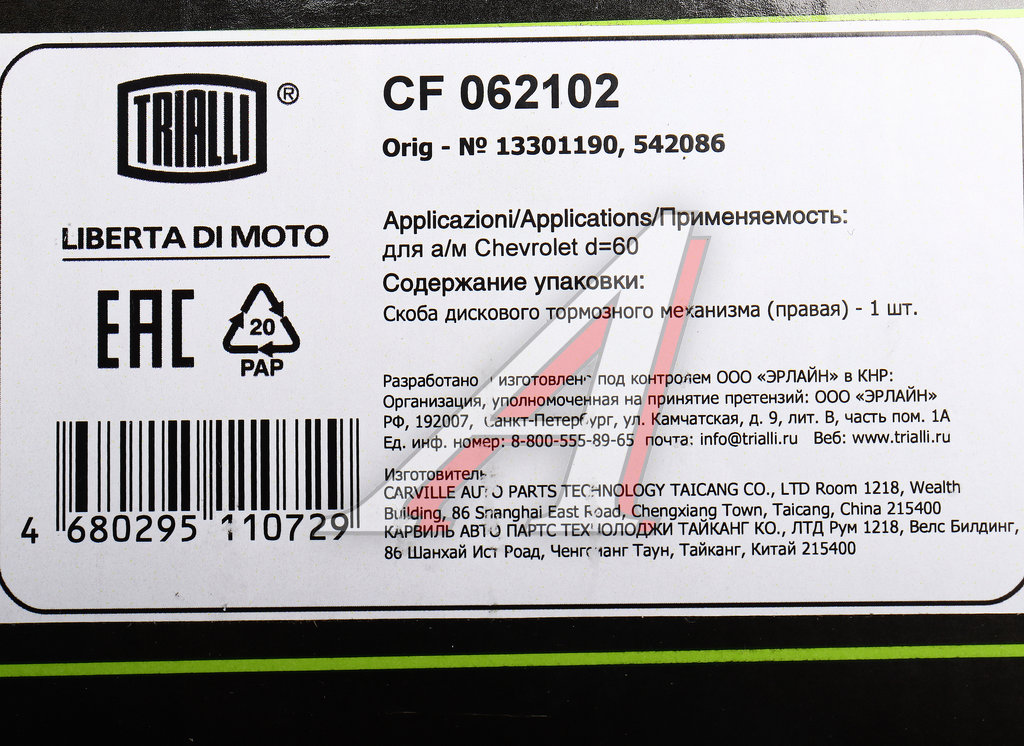 TRIALLI ®
LIBERTA DI MOTO
EAC
20
PAP
4 680295 110729
CF 062102
Orig - № 13301190, 542086
Applicazioni/Applications/Применяемость:
для а/м Chevrolet d=60
Содержание упаковки:
Скоба дискового тормозного механизма (правая) - 1 шт.
Разработано изготовлено под контролем ООО «ЭРЛАЙН» в КНР:
Организация, уполномоченная на принятие претензий: ООО «ЭРЛАЙН»
РФ, 192007, Санкт-Петербург, ул. Камчатская, д. 9, лит. В, часть пом. 1А
Ед. инф. номер: 8-800-555-89-65 почта: info@trialli.ru Веб: www.trialli.ru
Изготовитель
CARVILLE AUTO PARTS TECHNOLOGY TAICANG CO., LTD Room 1218, Wealth
Building, 86 Shanghai East Road, Chengxiang Town, Taicang, China 215400
КАРВИЛЬ АВТО ПАРТС ТЕХНОЛОДЖИ ТАЙКАНГ КО., ЛТД Рум 1218, Велс Билдинг,
86 Шанхай Ист Роад, Ченгсианг Таун, Тайканг, Китай 215400